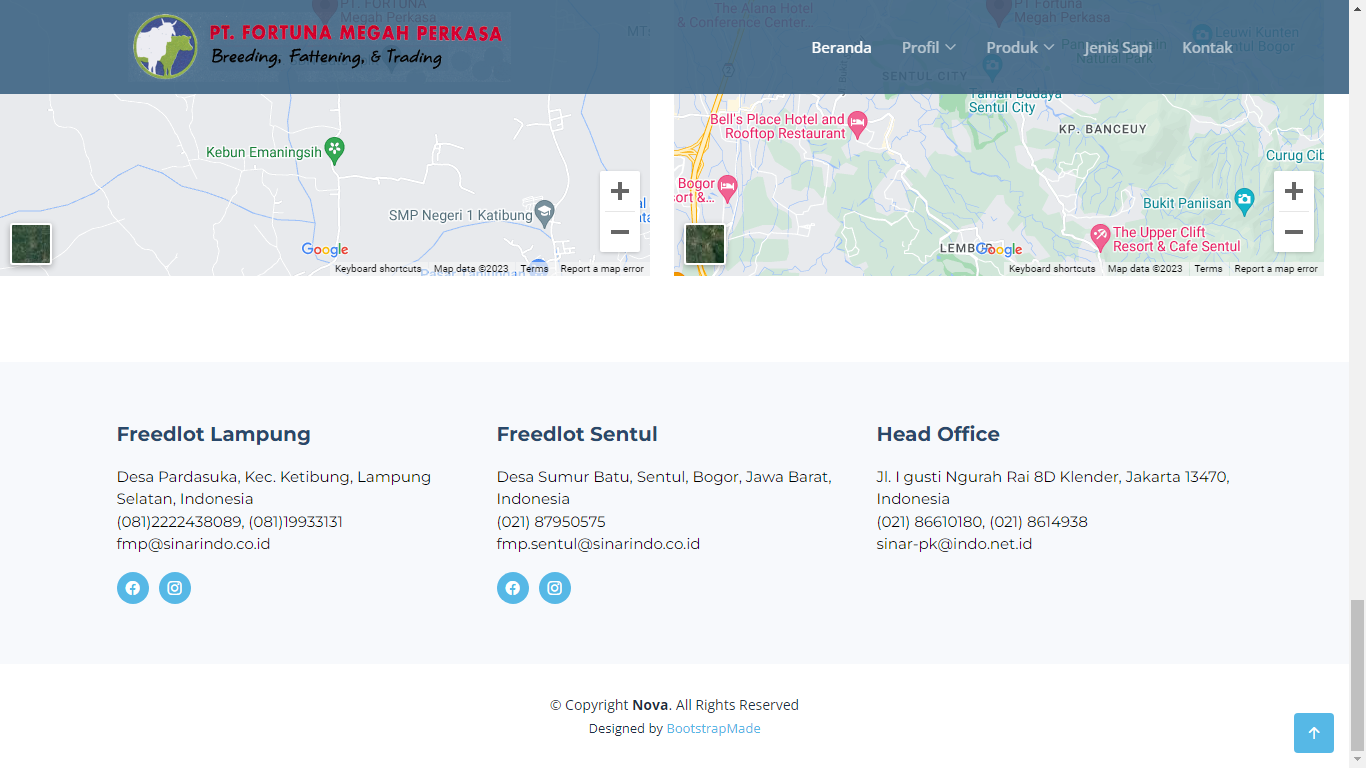 PT. FORTUNA MEGAH PERKASA
Breeding, Fattening, & Trading
Beranda
Profil
Produk
Jenis Sapi
Kontak
PT. FORTUNA
Megah Perkasa
Kebun Emaningsih
SMP Negeri 1 Katibung
Google
Keyboard shortcuts
Map data ©2023
Terms
Report a map error
The Alana Hotel
& Conference Center...
PT FORTUNA
Megah Perkasa
Leuwi Kunten
Sentul Bogor
Natural Park
SENTUL CITY
Taman Budaya
Sentul City
Bell's Place Hotel and
Rooftop Restaurant
KP. BANCEUY
Curug Cib
Bogor
sort &...
Bukit Paniisan
The Upper Clift
Resort & Cafe Sentul
Google
Keyboard shortcuts
Map data ©2023
Terms
Report a map error
Freedlot Lampung
Desa Pardasuka, Kec. Ketibung, Lampung
Selatan, Indonesia
(081)2222438089, (081)19933131
fmp@sinarindo.co.id
Freedlot Sentul
Desa Sumur Batu, Sentul, Bogor, Jawa Barat,
Indonesia
(021) 87950575
fmp.sentul@sinarindo.co.id
Head Office
Jl. I gusti Ngurah Rai 8D Klender, Jakarta 13470,
Indonesia
(021) 86610180, (021) 8614938
sinar-pk@indo.net.id
© Copyright Nova. All Rights Reserved
Designed by BootstrapMade